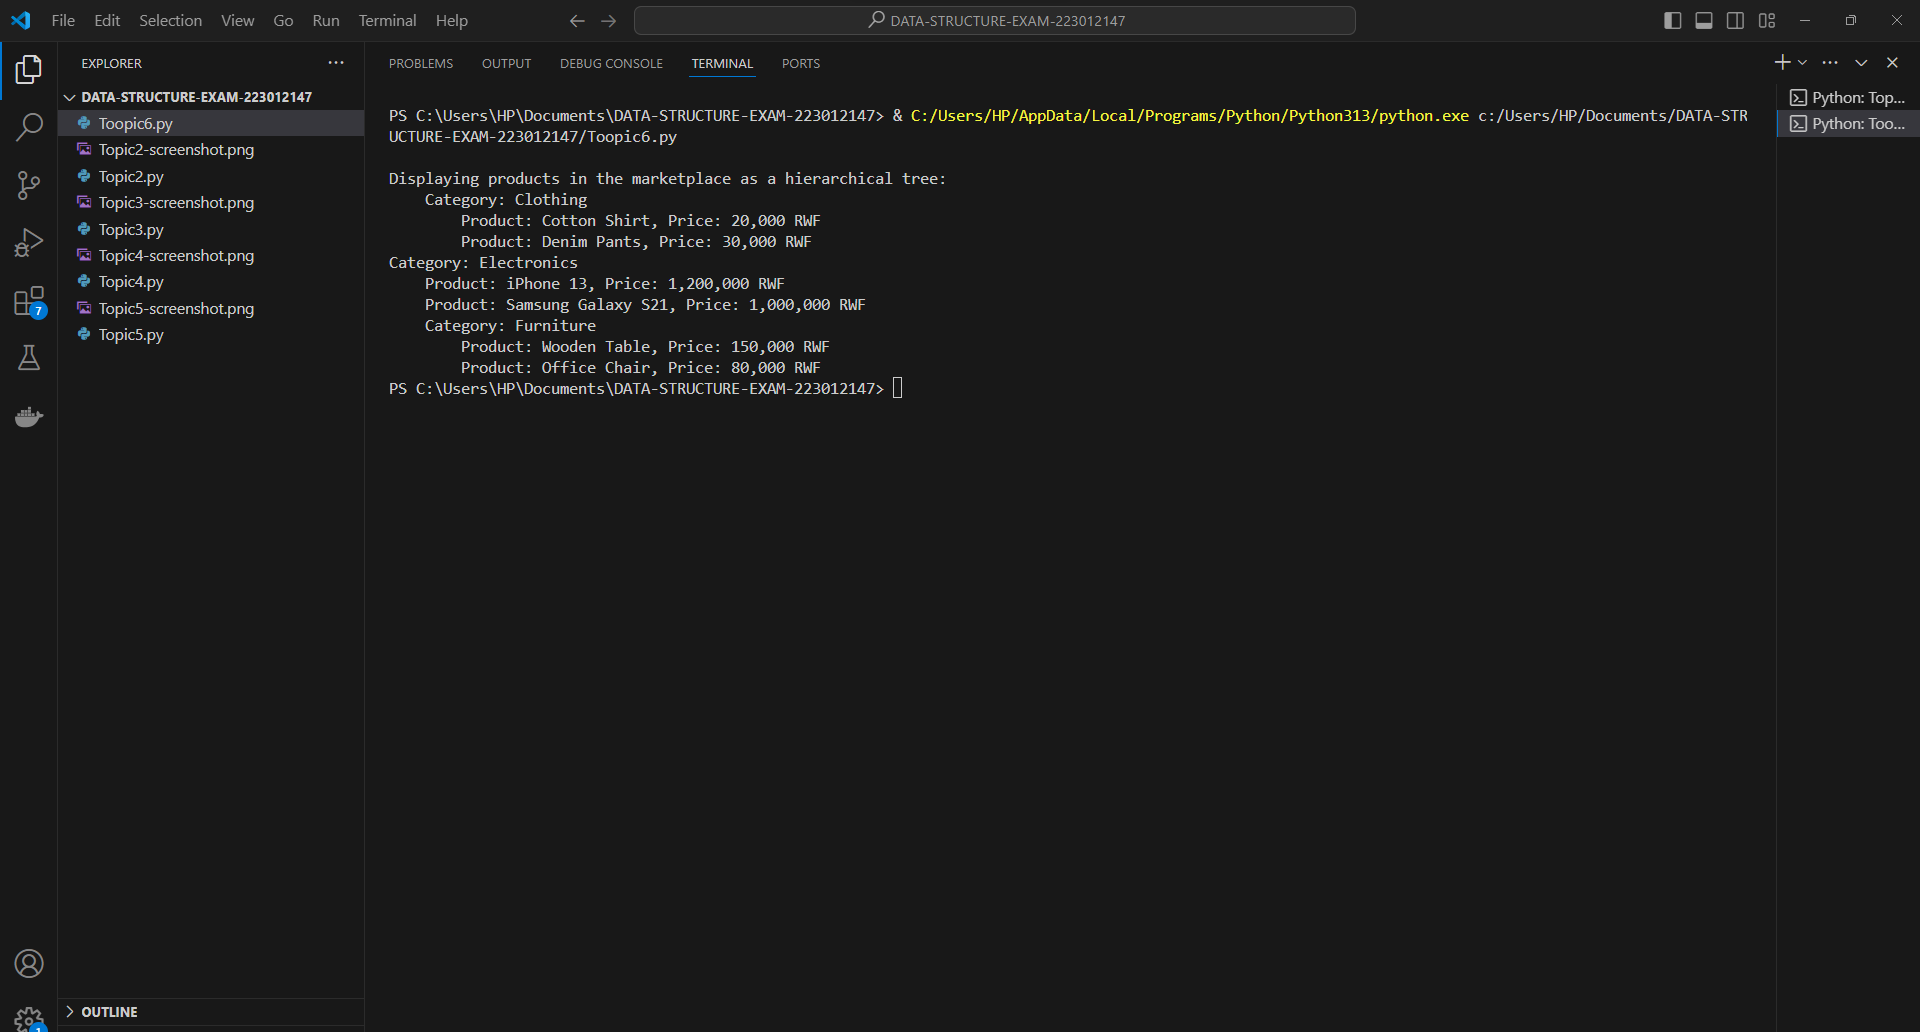 File Edit Selection View Go Run Terminal Help
DATA-STRUCTURE-EXAM-223012147
EXPLORER
DATA-STRUCTURE-EXAM-223012147
Toopic6.py
Topic2-screenshot.png
Topic2.py
Topic3-screenshot.png
Topic3.py
Topic4-screenshot.png
Topic4.py
Topic5-screenshot.png
Topic5.py
7
1
OUTLINE
PROBLEMS OUTPUT DEBUG CONSOLE TERMINAL PORTS
PS C:\Users\HP\Documents\DATA-STRUCTURE-EXAM-223012147> & C:/Users/HP/AppData/Local/Programs/Python/Python313/python.exe c:/Users/HP/Documents/DATA-STR
UCTURE-EXAM-223012147/Toopic6.py
Displaying products in the marketplace as a hierarchical tree:
    Category: Clothing
        Product: Cotton Shirt, Price: 20,000 RWF
        Product: Denim Pants, Price: 30,000 RWF
Category: Electronics
    Product: iPhone 13, Price: 1,200,000 RWF
    Product: Samsung Galaxy S21, Price: 1,000,000 RWF
    Category: Furniture
        Product: Wooden Table, Price: 150,000 RWF
        Product: Office Chair, Price: 80,000 RWF
PS C:\Users\HP\Documents\DATA-STRUCTURE-EXAM-223012147>
Python: Top...
Python: Too...